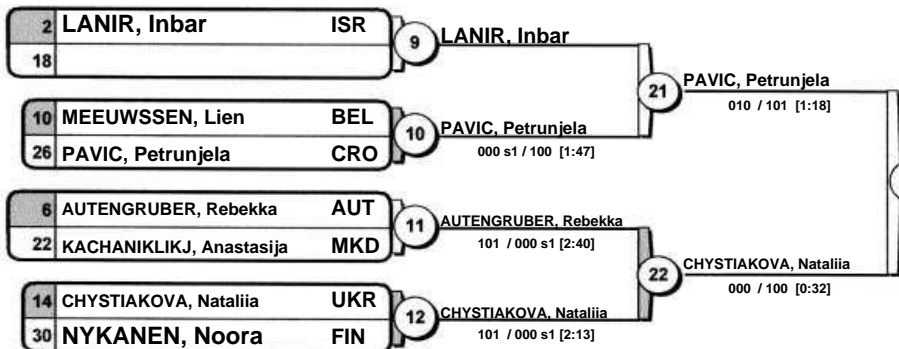 2 LANIR, Inbar ISR
18
9
LANIR, Inbar
10 MEEUWSSEN, Lien BEL
26 PAVIC, Petrunjela CRO
10
PAVIC, Petrunjela
000 s1 / 100 [1:47]
21
PAVIC, Petrunjela
010 / 101 [1:18]
6 AUTENGRUBER, Rebekka AUT
22 KACHANIKLIKJ, Anastasija MKD
11
AUTENGRUBER, Rebekka
101 / 000 s1 [2:40]
14 CHYSTIAKOVA, Nataliia UKR
30 NYKANEN, Noora FIN
12
CHYSTIAKOVA, Nataliia
101 / 000 s1 [2:13]
22
CHYSTIAKOVA, Nataliia
000 / 100 [0:32]